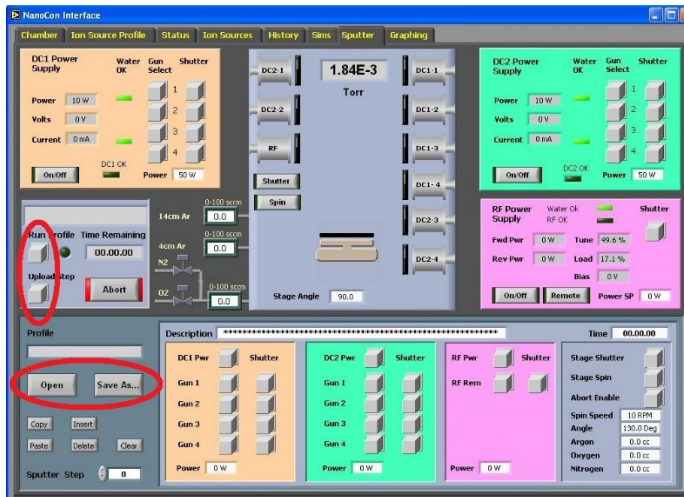 NanoCon Interface
Chamber Ion Source Profile Status Ion Sources History Sims Sputter Graphing
DC1 Power Supply
Water OK
Gun Select
Shutter
1
2
3
4
Power 10 W
Volts 0 V
Current 0 mA
DC1 OK
On/Off
Power 50 W
DC2-1
DC2-2
RF
Shutter
Spin
1.84E-3
Torr
DC1-1
DC1-2
DC1-3
DC1-4
DC2-3
DC2-4
Stage Angle 90.0
DC2 Power Supply
Water OK
Gun Select
Shutter
1
2
3
4
Power 10 W
Volts 0 V
Current 0 mA
DC2 OK
On/Off
Power 50 W
Run Profile
Time Remaining
00.00.00
Upload Step
Abort
0-100 sccm
14cm Ar 0.0
0-100 sccm
4cm Ar 0.0
N2
O2
0-100 sccm
0.0
RF Power Supply
Water Ok
RF OK
Shutter
Fwd Pwr 0 W Tune 49.6 %
Rev Pwr 0 W Load 17.1 %
Bias 0 V
On/Off Remote Power SP 0 W
Profile
Open Save As...
Copy Insert
Paste Delete Clear
Sputter Step 0
Description
Time 00.00.00
DC1 Pwr Shutter
Gun 1
Gun 2
Gun 3
Gun 4
Power 0 W
DC2 Pwr Shutter
Gun 1
Gun 2
Gun 3
Gun 4
Power 0 W
RF Pwr Shutter
RF Rem
Power 0 W
Stage Shutter
Stage Spin
Abort Enable
Spin Speed 10 RPM
Angle 130.0 Deg
Argon 0.0 cc
Oxygen 0.0 cc
Nitrogen 0.0 cc